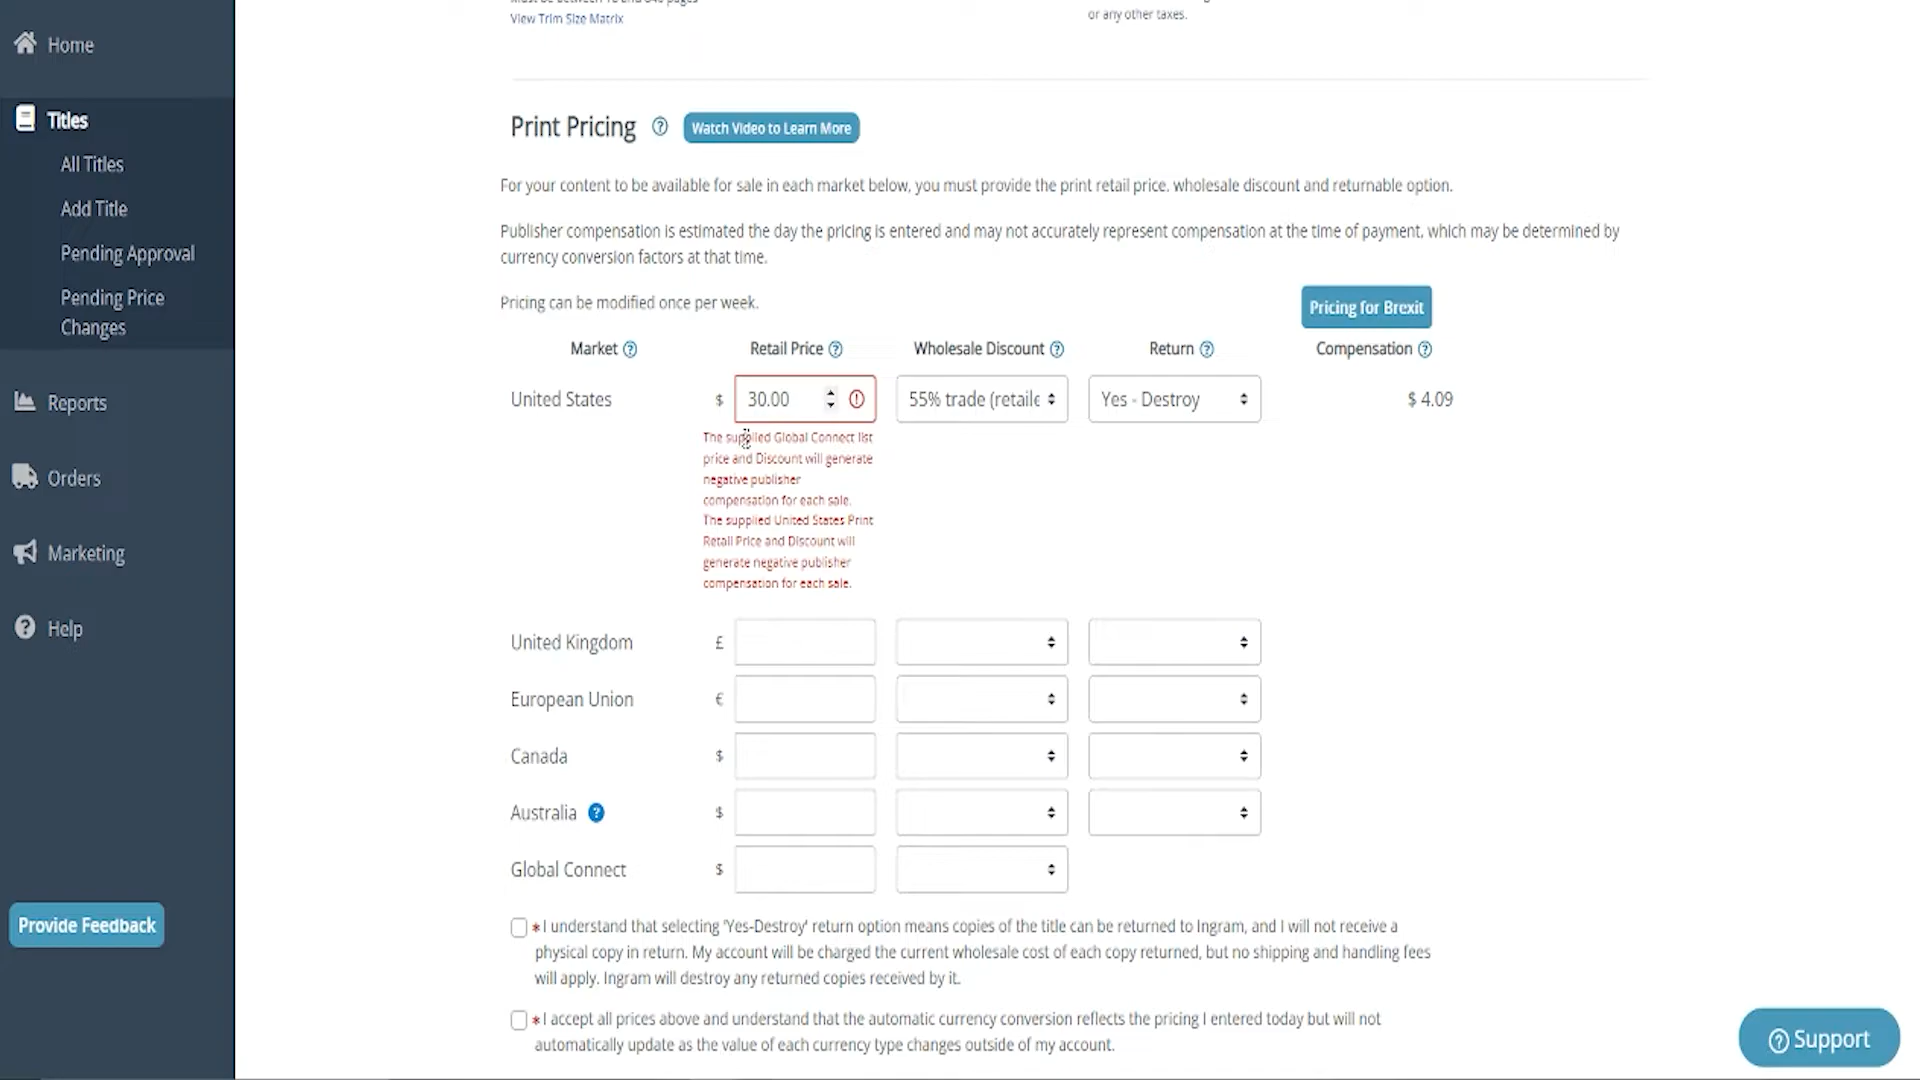 View Trim Size Matrix
or any other taxes.
Home
Titles
All Titles
Add Title
Pending Approval
Pending Price
Changes
Reports
Orders
Marketing
Help
Provide Feedback
Print Pricing
Watch Video to Learn More
For your content to be available for sale in each market below, you must provide the print retail price. wholesale discount and returnable option.
Publisher compensation is estimated the day the pricing is entered and may not accurately represent compensation at the time of payment, which may be determined by
currency conversion factors at that time.
Pricing can be modified once per week.
Pricing for Brexit
Market ? Retail Price ? Wholesale Discount ? Return ? Compensation ?
United States $ 30.00 55% trade (retaile Yes - Destroy $ 4.09
The supplied Global Connect list
price and Discount will generate
negative publisher
compensation for each sale.
The supplied United States Print
Retail Price and Discount will
generate negative publisher
compensation for each sale.
United Kingdom £
European Union €
Canada $
Australia ? $
Global Connect $
* I understand that selecting 'Yes-Destroy' return option means copies of the title can be returned to Ingram, and I will not receive a
physical copy in return. My account will be charged the current wholesale cost of each copy returned, but no shipping and handling fees
will apply. Ingram will destroy any returned copies received by it.
* I accept all prices above and understand that the automatic currency conversion reflects the pricing I entered today but will not
automatically update as the value of each currency type changes outside of my account.
Support